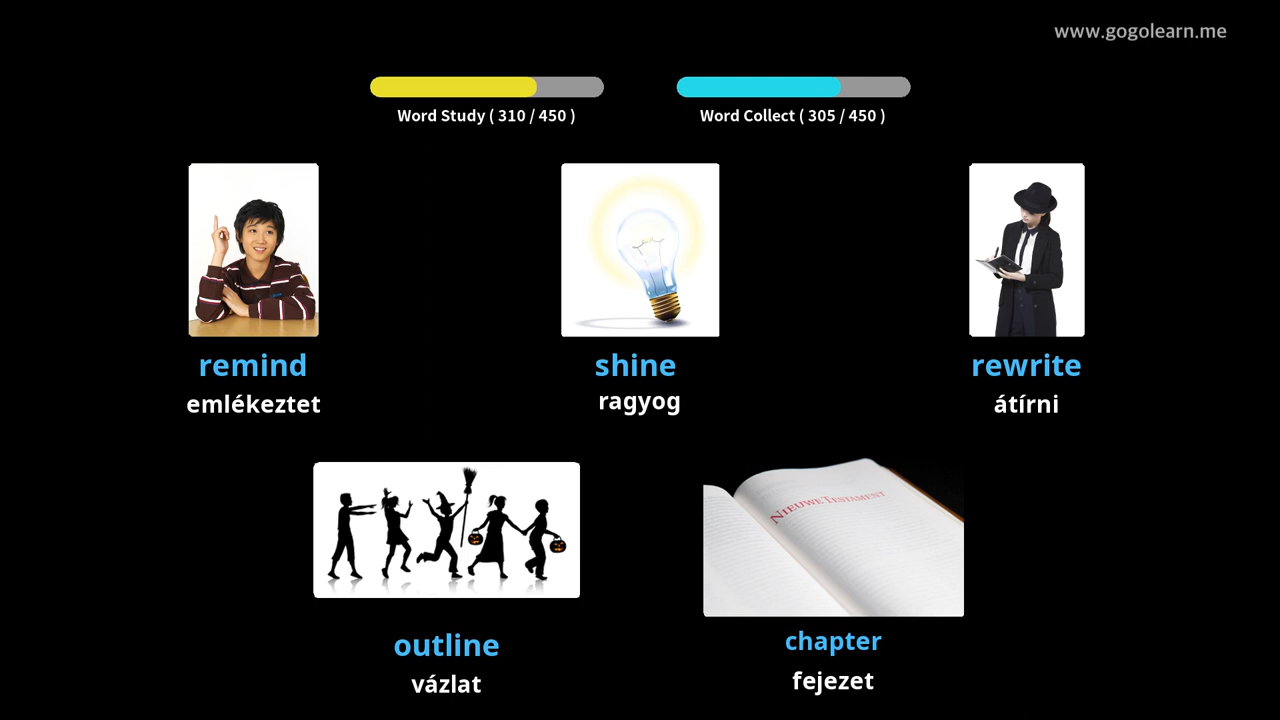 www.gogolearn.me
Word Study ( 310 / 450 )
Word Collect ( 305 / 450 )
remind
shine
rewrite
emlékeztet
ragyog
átírni
NIEUWE TESTAMENT
outline
chapter
vázlat
fejezet